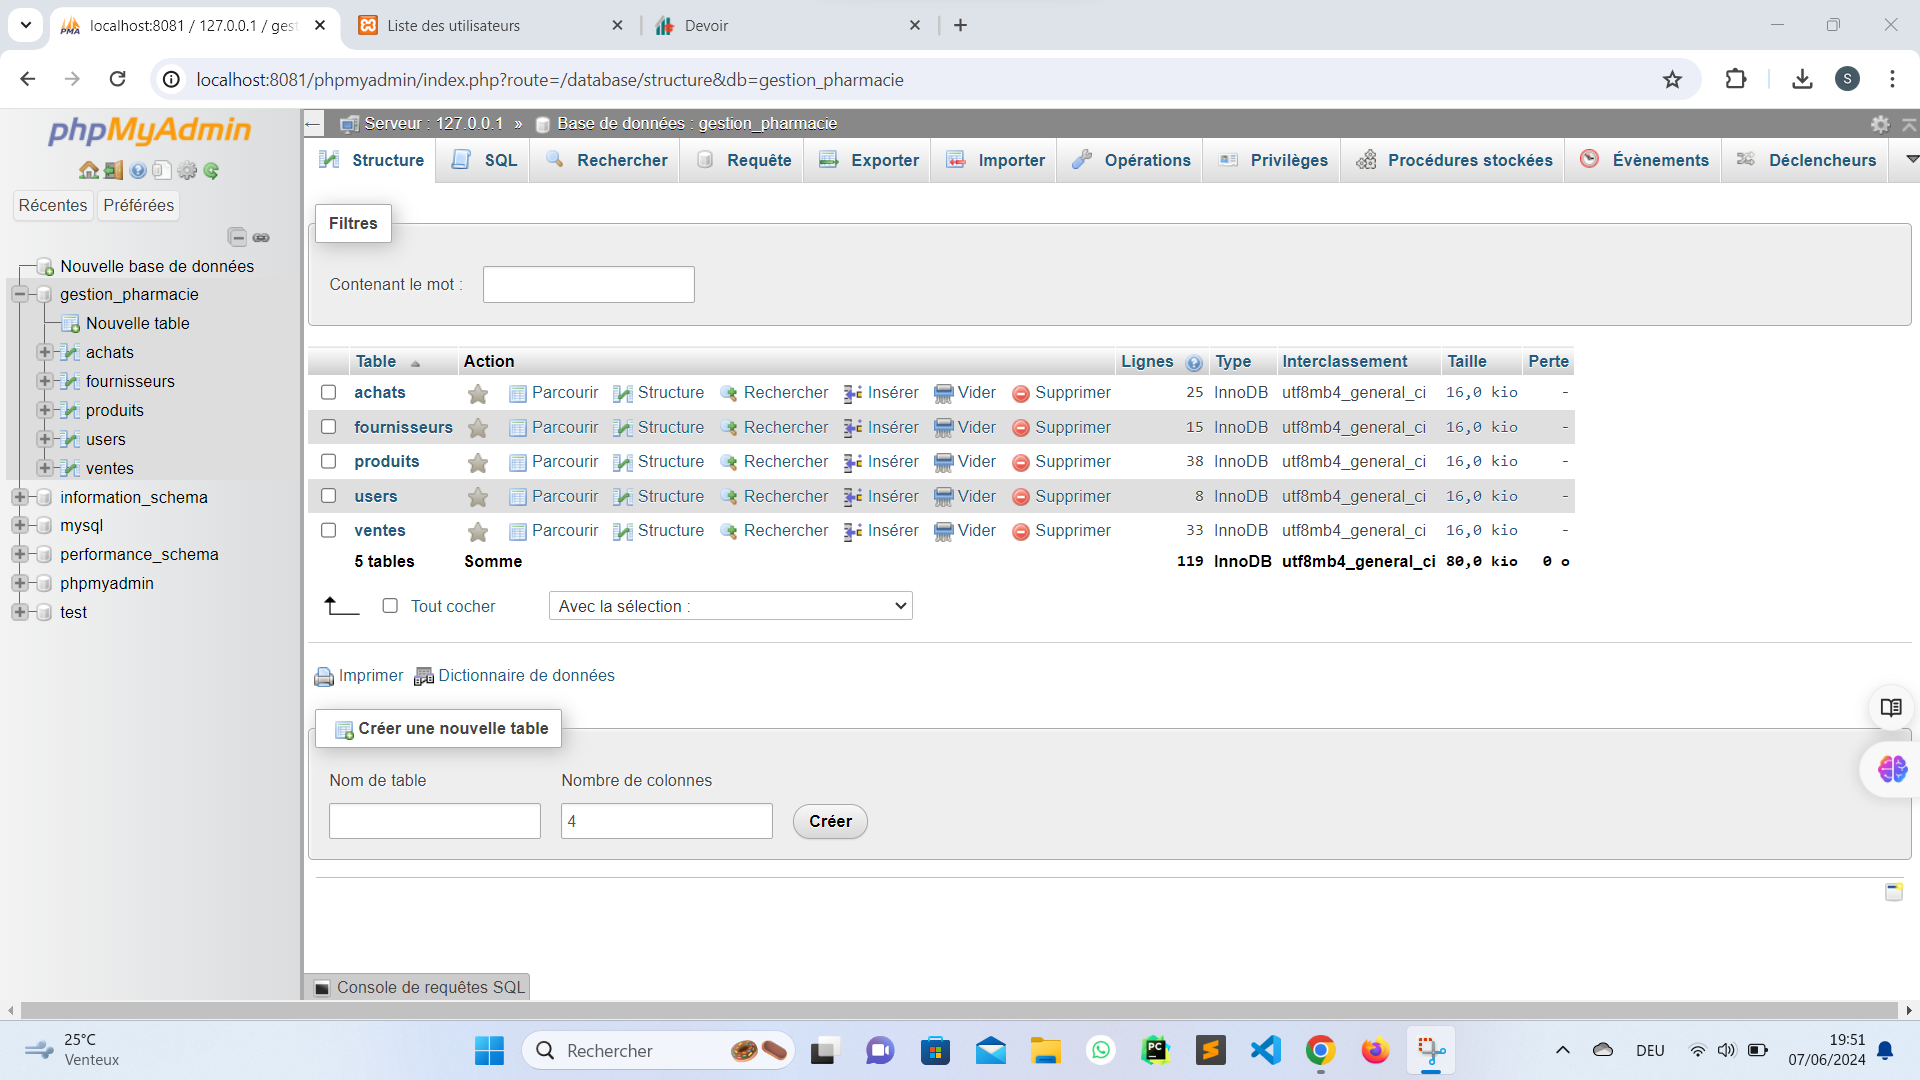 localhost:8081 / 127.0.0.1 / gest
Liste des utilisateurs
Devoir
localhost:8081/phpmyadmin/index.php?route=/database/structure&db=gestion_pharmacie
S
phpMyAdmin
Récentes
Préférées
Nouvelle base de données
gestion_pharmacie
Nouvelle table
achats
fournisseurs
produits
users
ventes
information_schema
mysql
performance_schema
phpmyadmin
test
Serveur : 127.0.0.1 » Base de données : gestion_pharmacie
Structure SQL Rechercher Requête Exporter Importer Opérations Privilèges Procédures stockées Évènements Déclencheurs
Filtres
Contenant le mot :
Table Action Lignes Type Interclassement Taille Perte
achats Parcourir Structure Rechercher Insérer Vider Supprimer 25 InnoDB utf8mb4_general_ci 16,0 kio -
fournisseurs Parcourir Structure Rechercher Insérer Vider Supprimer 15 InnoDB utf8mb4_general_ci 16,0 kio -
produits Parcourir Structure Rechercher Insérer Vider Supprimer 38 InnoDB utf8mb4_general_ci 16,0 kio -
users Parcourir Structure Rechercher Insérer Vider Supprimer 8 InnoDB utf8mb4_general_ci 16,0 kio -
ventes Parcourir Structure Rechercher Insérer Vider Supprimer 33 InnoDB utf8mb4_general_ci 16,0 kio -
5 tables Somme 119 InnoDB utf8mb4_general_ci 80,0 kio 0 o
Tout cocher Avec la sélection :
Imprimer Dictionnaire de données
Créer une nouvelle table
Nom de table Nombre de colonnes
4 Créer
Console de requêtes SQL
25°C
Venteux
Rechercher
DEU
19:51
07/06/2024